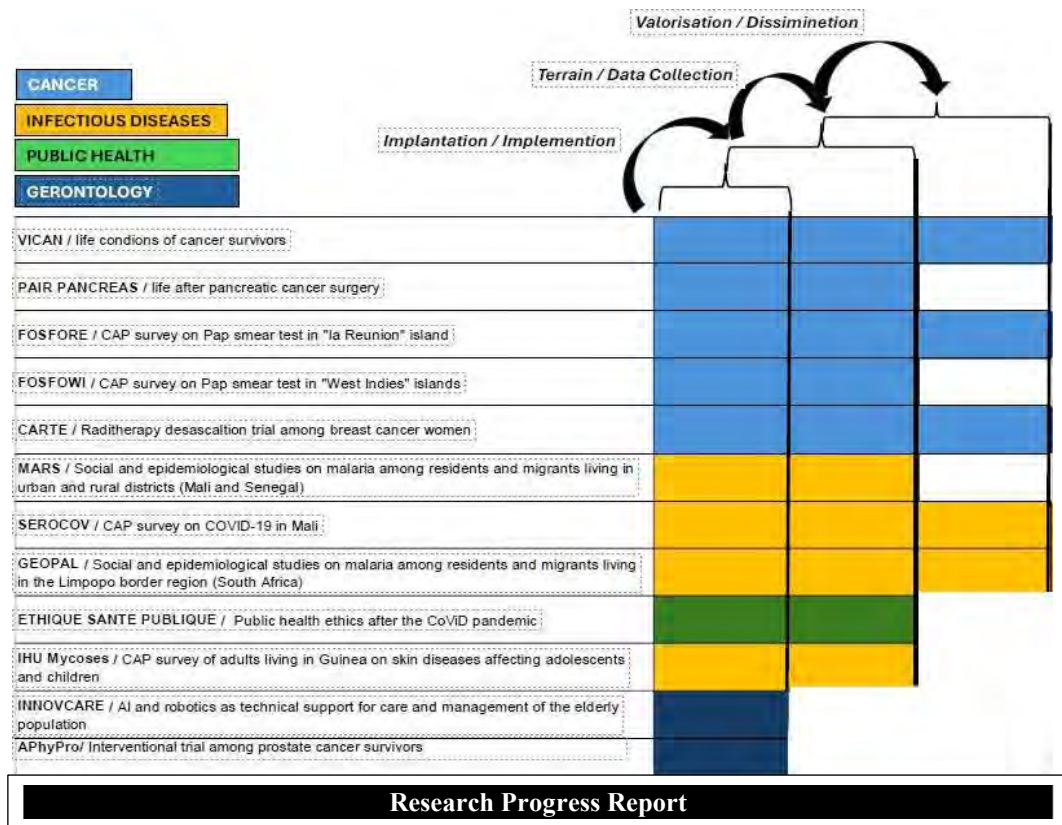 Valorisation / Dissiminetion
Terrain / Data Collection
Implantation / Implemention
CANCER
INFECTIOUS DISEASES
PUBLIC HEALTH
GERONTOLOGY
VICAN / life condions of cancer survivors
PAIR PANCREAS / life after pancreatic cancer surgery
FOSFORE / CAP survey on Pap smear test in "la Reunion" island
FOSFOWI / CAP survey on Pap smear test in "West Indies" islands
CARTE / Raditherapy desascaltion trial among breast cancer women
MARS / Social and epidemiological studies on malaria among residents and migrants living in
urban and rural districts (Mali and Senegal)
SEROCOV / CAP survey on COVID-19 in Mali
GEOPAL / Social and epidemiological studies on malaria among residents and migrants living
in the Limpopo border region (South Africa)
ETHIQUE SANTE PUBLIQUE / Public health ethics after the CoViD pandemic
IHU Mycoses / CAP survey of adults living in Guinea on skin diseases affecting adolescents
and children
INNOVCARE / AI and robotics as technical support for care and management of the elderly
population
APhyPro/ Interventional trial among prostate cancer survivors
Research Progress Report